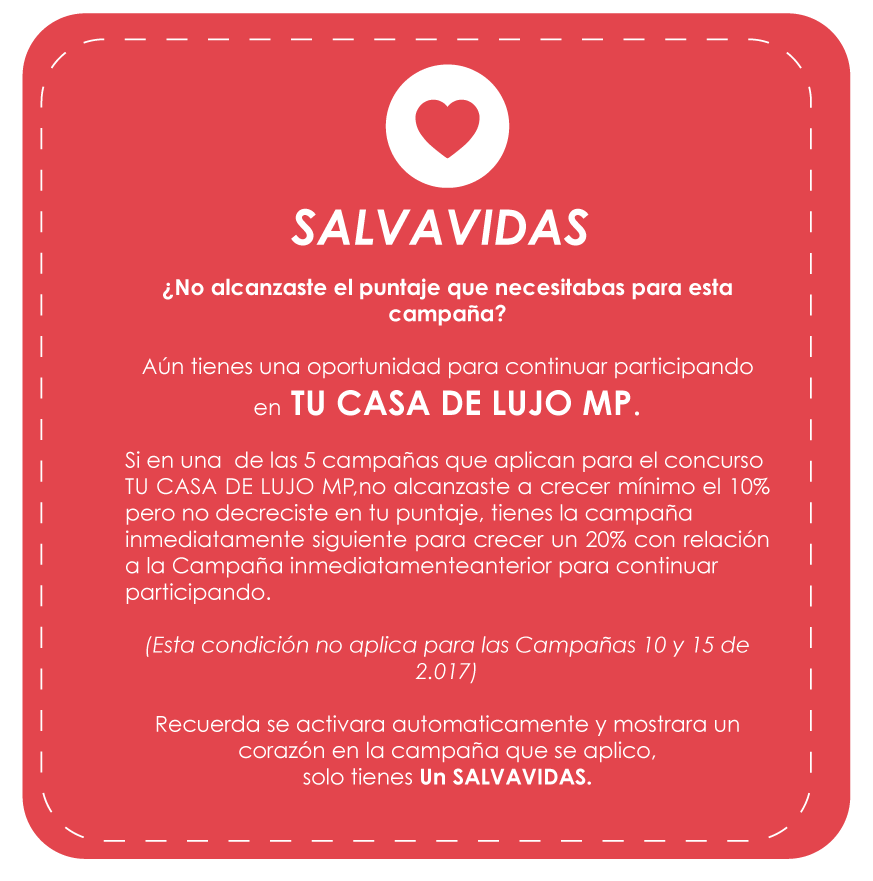 SALVAVIDAS
¿No alcanzaste el puntaje que necesitabas para esta
campaña?
Aún tienes una oportunidad para continuar participando
en TU CASA DE LUJO MP.
Si en una  de las 5 campañas que aplican para el concurso
TU CASA DE LUJO MP,no alcanzaste a crecer mínimo el 10%
pero no decreciste en tu puntaje, tienes la campaña
inmediatamente siguiente para crecer un 20% con relación
a la Campaña inmediatamenteanterior para continuar
participando.
(Esta condición no aplica para las Campañas 10 y 15 de
2.017)
Recuerda se activara automaticamente y mostrara un
corazón en la campaña que se aplico,
solo tienes Un SALVAVIDAS.